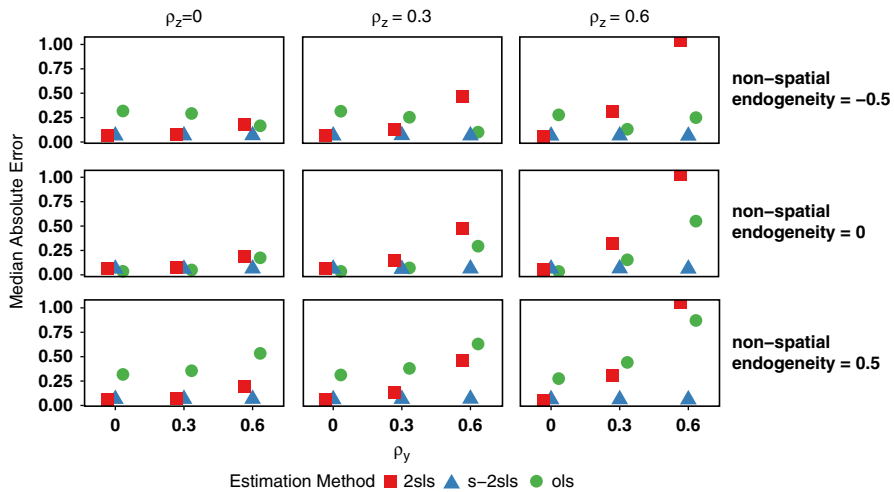 ρz=0
ρz = 0.3
ρz = 0.6
1.00
0.75
0.50
0.25
0.00
non−spatial
endogeneity = −0.5
1.00
0.75
0.50
0.25
0.00
non−spatial
endogeneity = 0
1.00
0.75
0.50
0.25
0.00
non−spatial
endogeneity = 0.5
Median Absolute Error
0 0.3 0.6 0 0.3 0.6 0 0.3 0.6
ρy
Estimation Method 2sls s−2sls ols